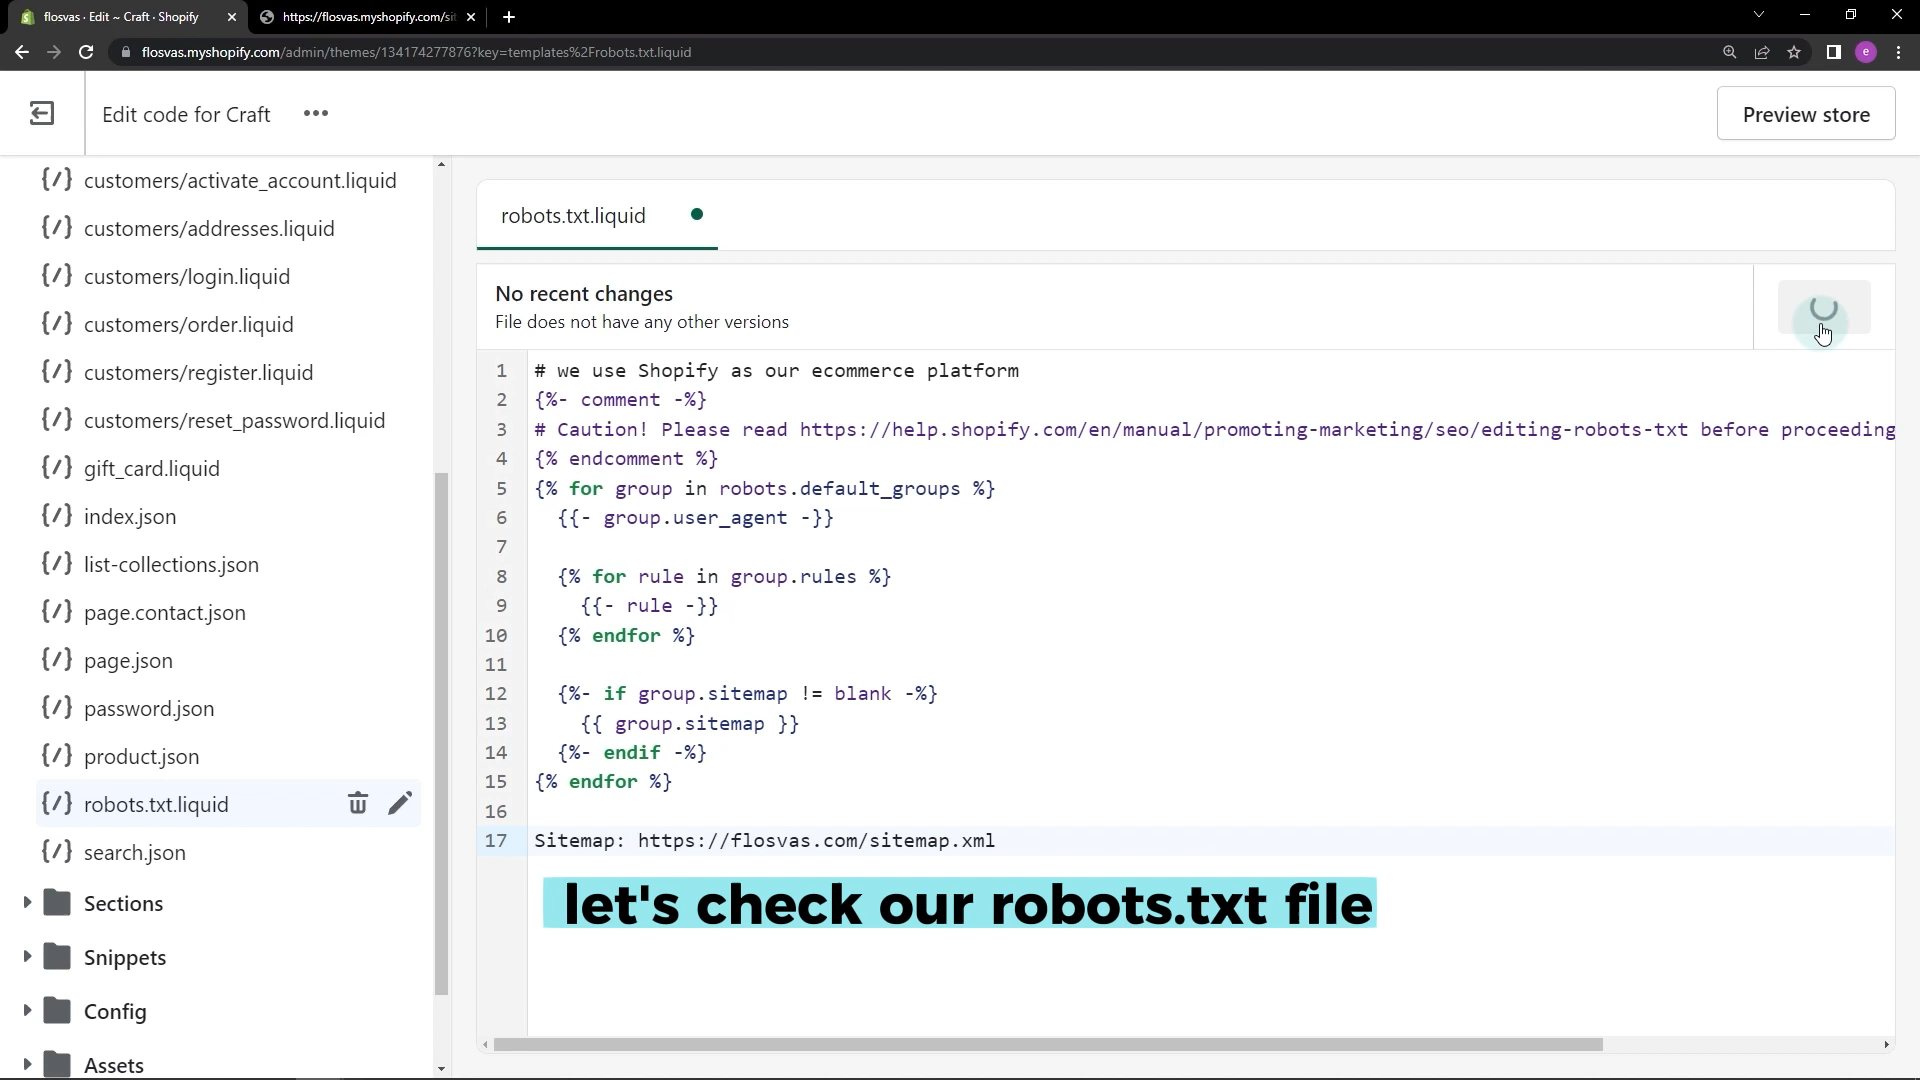 flosvas · Edit ~ Craft · Shopify
https://flosvas.myshopify.com/sit
flosvas.myshopify.com/admin/themes/134174277876?key=templates%2Frobots.txt.liquid
e
Edit code for Craft
Preview store
{/} customers/activate_account.liquid
{/} customers/addresses.liquid
{/} customers/login.liquid
{/} customers/order.liquid
{/} customers/register.liquid
{/} customers/reset_password.liquid
{/} gift_card.liquid
{/} index.json
{/} list-collections.json
{/} page.contact.json
{/} page.json
{/} password.json
{/} product.json
{/} robots.txt.liquid
{/} search.json
Sections
Snippets
Config
Assets
robots.txt.liquid
No recent changes
File does not have any other versions
1 # we use Shopify as our ecommerce platform
2 {%- comment -%}
3 # Caution! Please read https://help.shopify.com/en/manual/promoting-marketing/seo/editing-robots-txt before proceeding
4 {% endcomment %}
5 {% for group in robots.default_groups %}
6 {{- group.user_agent -}}
7
8 {% for rule in group.rules %}
9 {{- rule -}}
10 {% endfor %}
11
12 {%- if group.sitemap != blank -%}
13 {{ group.sitemap }}
14 {%- endif -%}
15 {% endfor %}
16
17 Sitemap: https://flosvas.com/sitemap.xml
let's check our robots.txt file